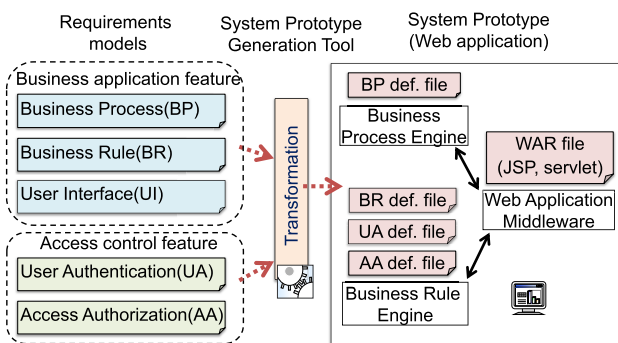 Requirements
models
System Prototype
Generation Tool
System Prototype
(Web application)
Business application feature
Business Process(BP)
Business Rule(BR)
User Interface(UI)
Access control feature
User Authentication(UA)
Access Authorization(AA)
Transformation
BP def. file
Business
Process Engine
WAR file
(JSP, servlet)
Web Application
Middleware
BR def. file
UA def. file
AA def. file
Business Rule
Engine